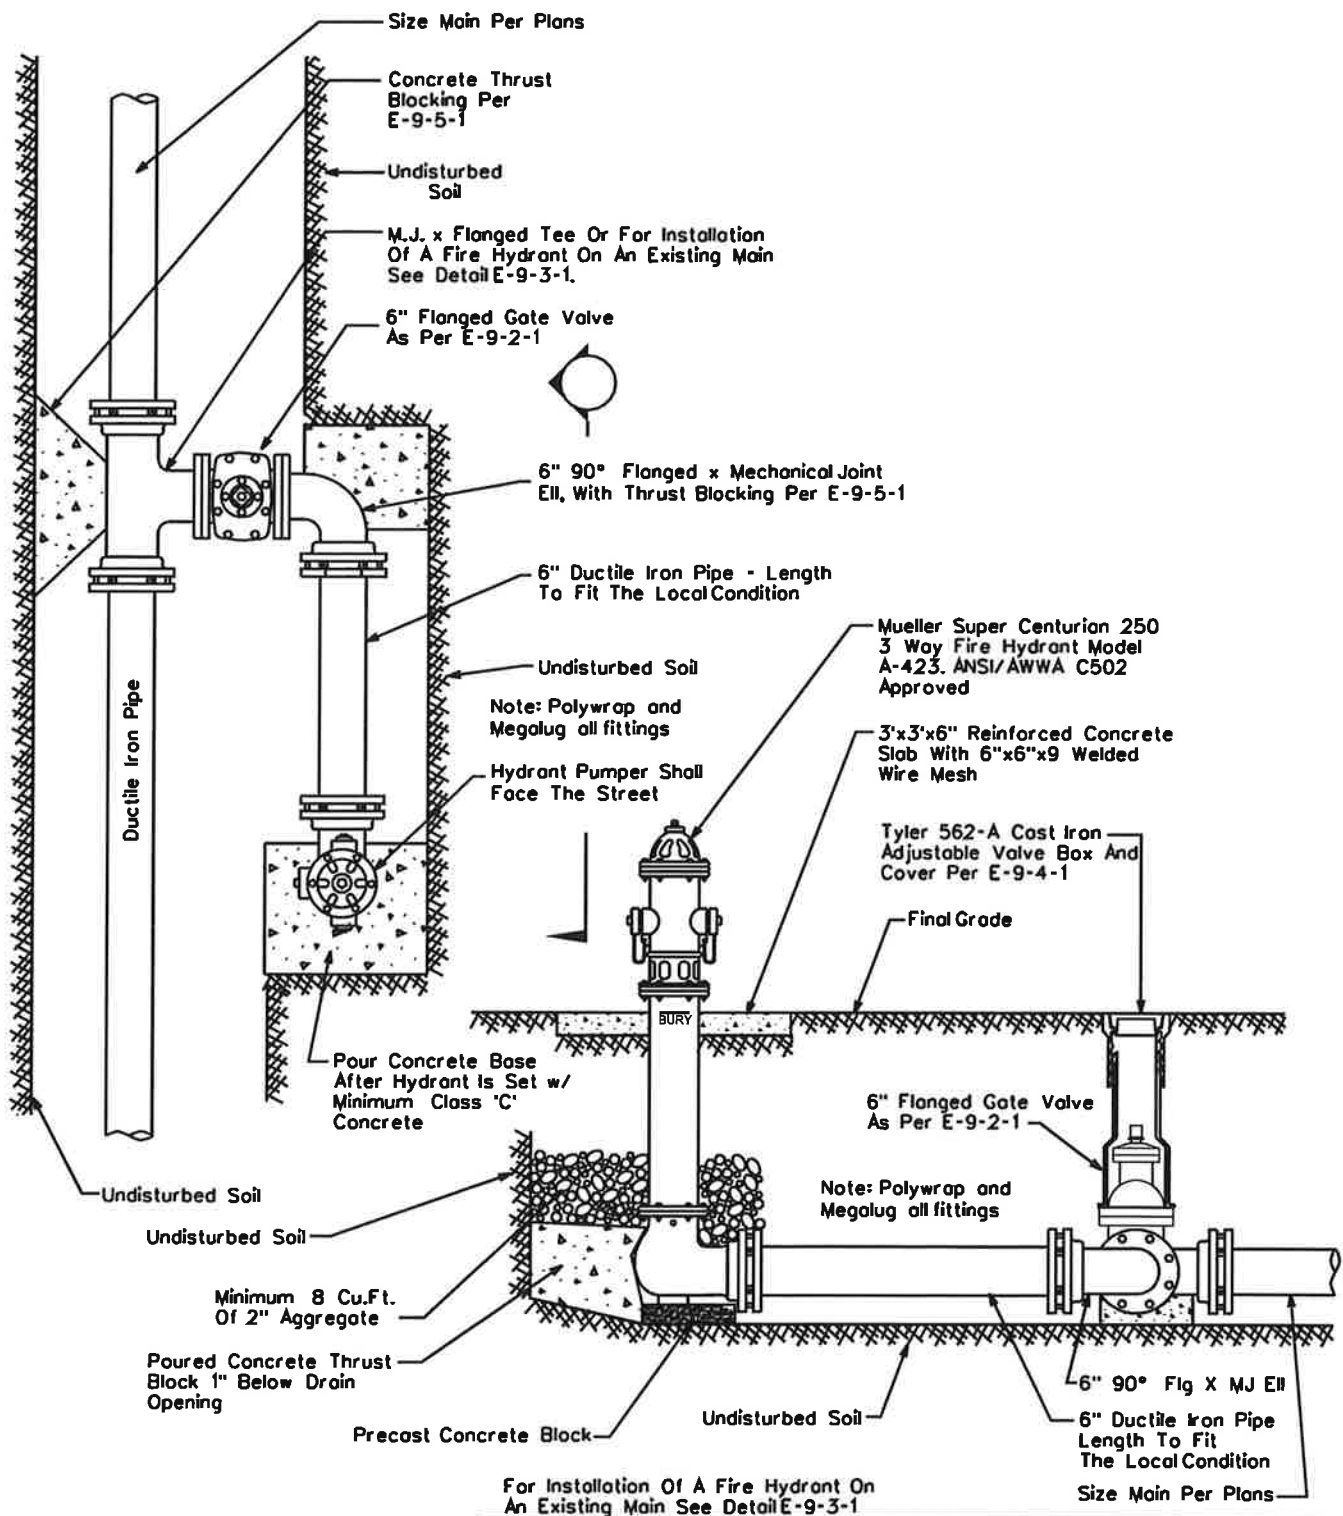 Size Main Per Plans
Concrete Thrust
Blocking Per
E-9-5-1
Undisturbed
Soil
M.J. x Flanged Tee Or For Installation
Of A Fire Hydrant On An Existing Main
See Detail E-9-3-1.
6" Flanged Gate Valve
As Per E-9-2-1
6" 90° Flanged x Mechanical Joint
Ell, With Thrust Blocking Per E-9-5-1
6" Ductile Iron Pipe - Length
To Fit The Local Condition
Undisturbed Soil
Note: Polywrap and
Megalug all fittings
Hydrant Pumper Shall
Face The Street
Ductile Iron Pipe
Mueller Super Centurian 250
3 Way Fire Hydrant Model
A-423. ANSI/AWWA C502
Approved
3'x3'x6" Reinforced Concrete
Slab With 6"x6"x9 Welded
Wire Mesh
Tyler 562-A Cast Iron
Adjustable Valve Box And
Cover Per E-9-4-1
Final Grade
BURY
Pour Concrete Base
After Hydrant Is Set w/
Minimum Class 'C'
Concrete
6" Flanged Gate Valve
As Per E-9-2-1
Note: Polywrap and
Megalug all fittings
Undisturbed Soil
Undisturbed Soil
Minimum 8 Cu.Ft.
Of 2" Aggregate
Poured Concrete Thrust
Block 1" Below Drain
Opening
Precast Concrete Block
Undisturbed Soil
6" 90° Flg X MJ Ell
6" Ductile Iron Pipe
Length To Fit
The Local Condition
Size Main Per Plans
For Installation Of A Fire Hydrant On
An Existing Main See Detail E-9-3-1